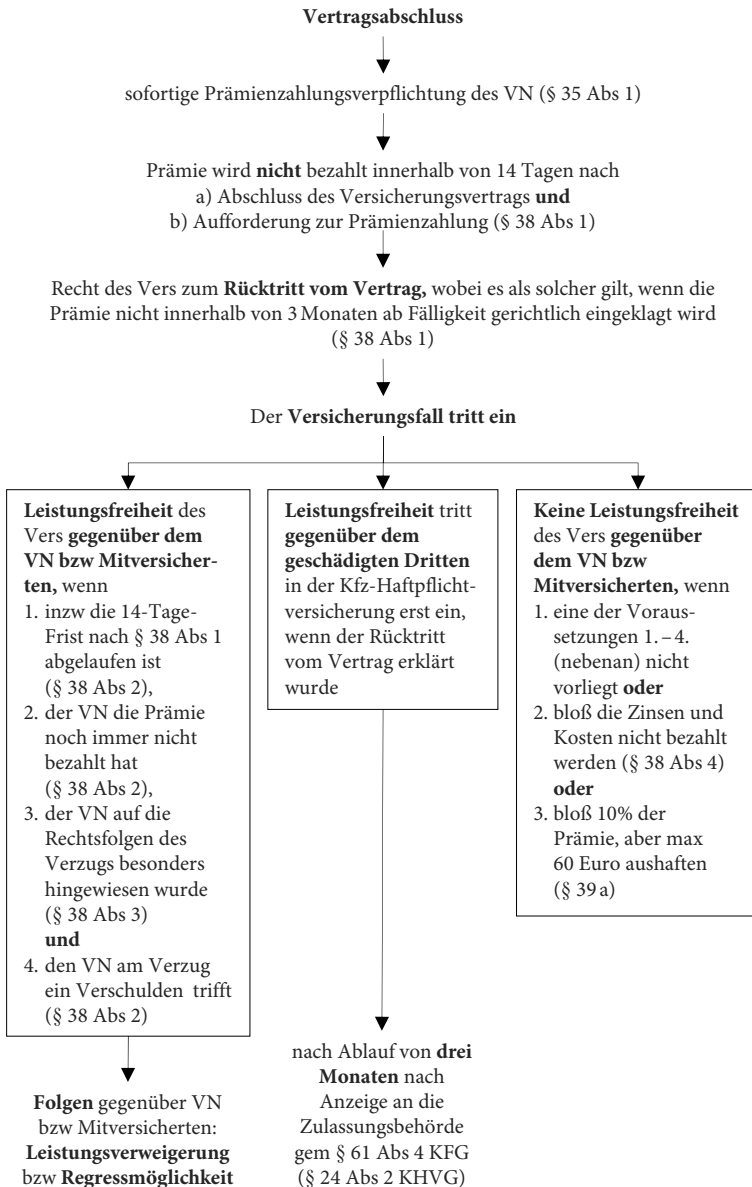 Vertragsabschluss
sofortige Prämienzahlungsverpflichtung des VN (§ 35 Abs 1)
Prämie wird nicht bezahlt innerhalb von 14 Tagen nach
a) Abschluss des Versicherungsvertrags und
b) Aufforderung zur Prämienzahlung (§ 38 Abs 1)
Recht des Vers zum Rücktritt vom Vertrag, wobei es als solcher gilt, wenn die
Prämie nicht innerhalb von 3 Monaten ab Fälligkeit gerichtlich eingeklagt wird
(§ 38 Abs 1)
Der Versicherungsfall tritt ein
Leistungsfreiheit des
Vers gegenüber dem
VN bzw Mitversicher-
ten, wenn
1. inzw die 14-Tage-
Frist nach § 38 Abs 1
abgelaufen ist
(§ 38 Abs 2),
2. der VN die Prämie
noch immer nicht
bezahlt hat
(§ 38 Abs 2),
3. der VN auf die
Rechtsfolgen des
Verzugs besonders
hingewiesen wurde
(§ 38 Abs 3)
und
4. den VN am Verzug
ein Verschulden trifft
(§ 38 Abs 2)
Folgen gegenüber VN
bzw Mitversicherten:
Leistungsverweigerung
bzw Regressmöglichkeit
Leistungsfreiheit tritt
gegenüber dem
geschädigten Dritten
in der Kfz-Haftpflicht-
versicherung erst ein,
wenn der Rücktritt
vom Vertrag erklärt
wurde
nach Ablauf von drei
Monaten nach
Anzeige an die
Zulassungsbehörde
gem § 61 Abs 4 KFG
(§ 24 Abs 2 KHVG)
Keine Leistungsfreiheit
des Vers gegenüber
dem VN bzw
Mitversicherten, wenn
1. eine der Voraus-
setzungen 1. – 4.
(nebenan) nicht
vorliegt oder
2. bloß die Zinsen und
Kosten nicht bezahlt
werden (§ 38 Abs 4)
oder
3. bloß 10% der
Prämie, aber max
60 Euro aushaften
(§ 39 a)